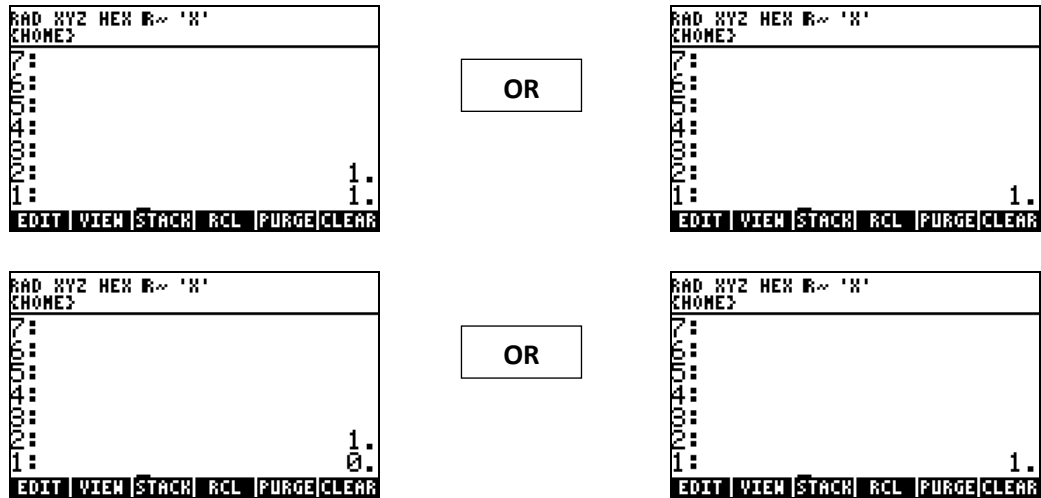 RAD XYZ HEX R~ 'X'
{HOME}
7:
6:
5:
4:
3:
2: 1.
1: 1.
EDIT VIEW STACK RCL PURGE CLEAR
OR
RAD XYZ HEX R~ 'X'
{HOME}
7:
6:
5:
4:
3:
2:
1: 1.
EDIT VIEW STACK RCL PURGE CLEAR
RAD XYZ HEX R~ 'X'
{HOME}
7:
6:
5:
4:
3:
2: 1.
1: 0.
EDIT VIEW STACK RCL PURGE CLEAR
OR
RAD XYZ HEX R~ 'X'
{HOME}
7:
6:
5:
4:
3:
2:
1: 1.
EDIT VIEW STACK RCL PURGE CLEAR